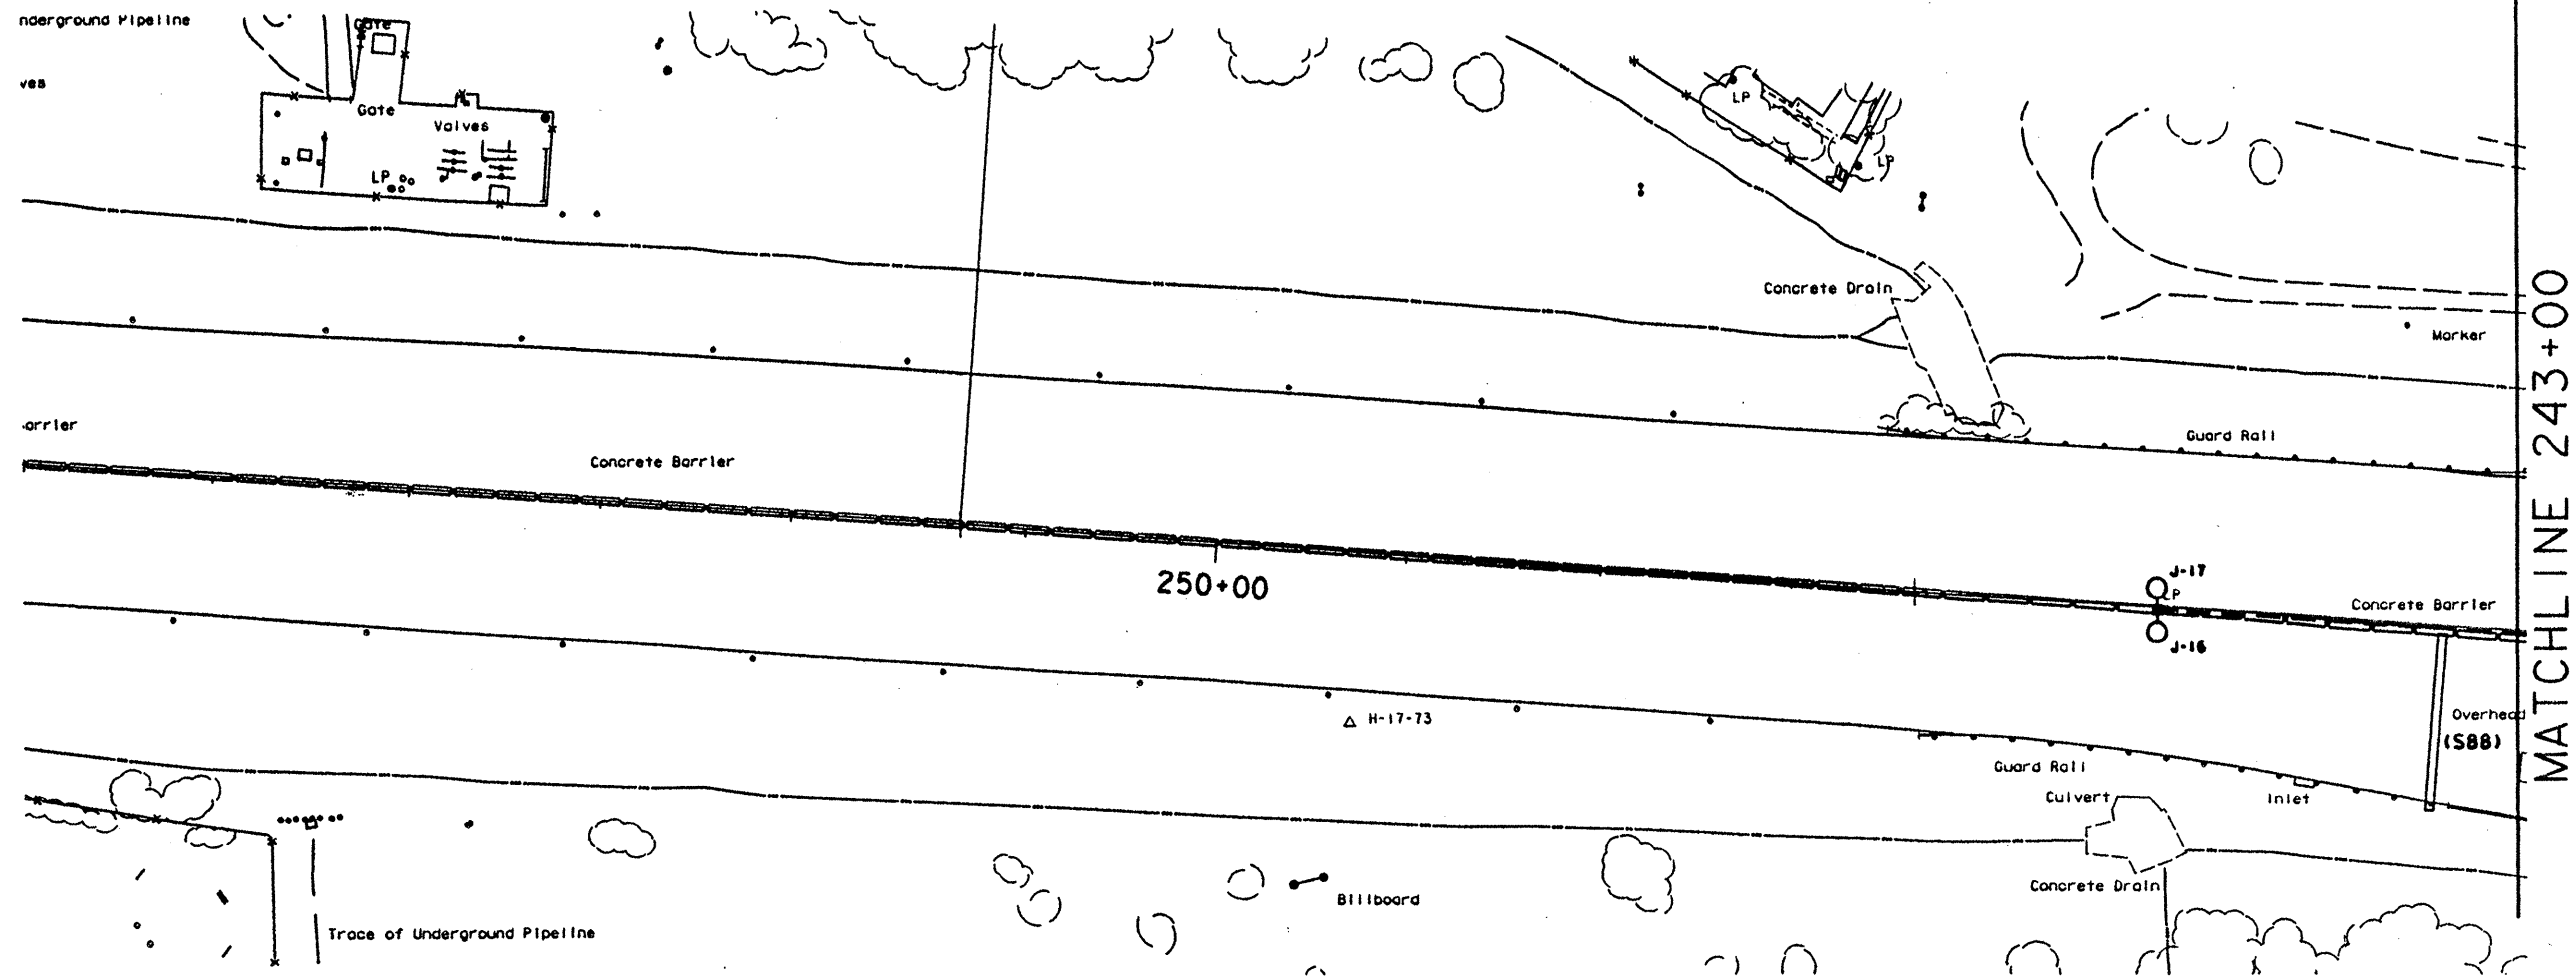 nderground Pipeline
Gate
ves
Gate
Valves
LP
LP
LP
Concrete Drain
Marker
arrier
Guard Rail
Concrete Barrier
250+00
J-17
LP
Concrete Barrier
J-16
H-17-73
Overhead
(S88)
Guard Rail
Culvert
Inlet
Concrete Drain
Billboard
Trace of Underground Pipeline
MATCHLINE 243+00